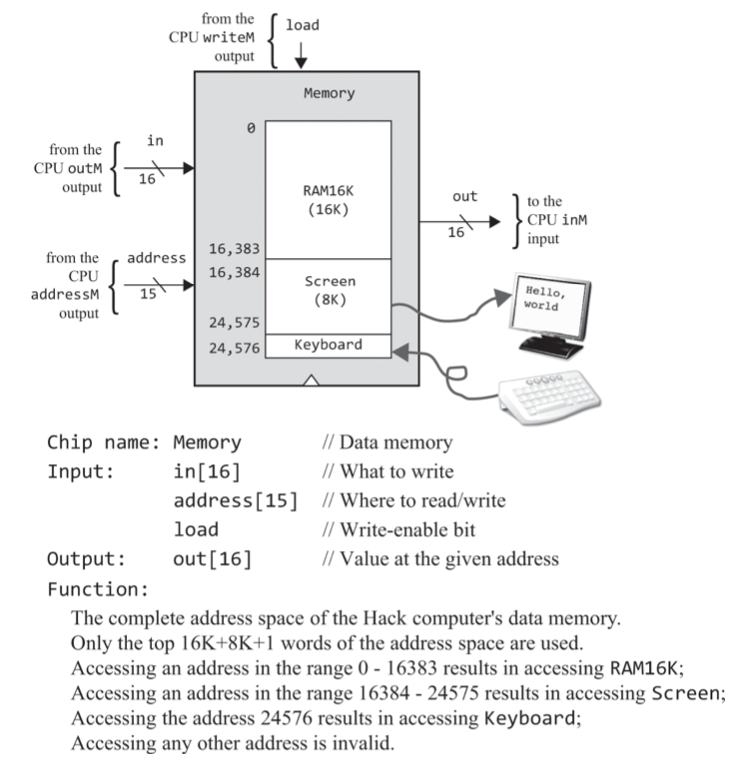 from the
CPU writeM
output
load
Memory
0
in
from the
CPU outM
output
16
RAM16K
(16K)
out
16
to the
CPU inM
input
16,383
from the
CPU
addressM
output
address
15
16,384
Screen
(8K)
Hello,
world
24,575
24,576
Keyboard
Chip name: Memory // Data memory
Input: in[16] // What to write
address[15] // Where to read/write
load // Write-enable bit
Output: out[16] // Value at the given address
Function:
The complete address space of the Hack computer's data memory.
Only the top 16K+8K+1 words of the address space are used.
Accessing an address in the range 0 - 16383 results in accessing RAM16K;
Accessing an address in the range 16384 - 24575 results in accessing Screen;
Accessing the address 24576 results in accessing Keyboard;
Accessing any other address is invalid.